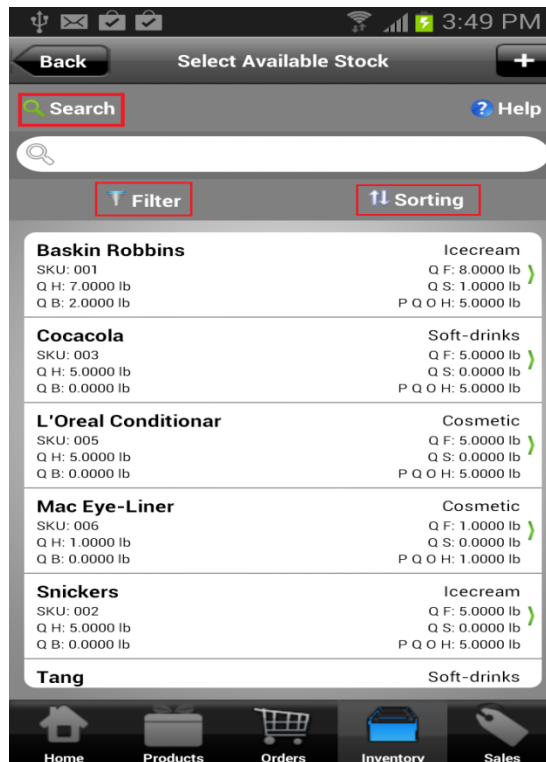 3:49 PM
Back Select Available Stock +
Search Help
Filter Sorting
Baskin Robbins Icecream
SKU: 001 Q F: 8.0000 lb
Q H: 7.0000 lb Q S: 1.0000 lb
Q B: 2.0000 lb P Q O H: 5.0000 lb
Cocacola Soft-drinks
SKU: 003 Q F: 5.0000 lb
Q H: 5.0000 lb Q S: 0.0000 lb
Q B: 0.0000 lb P Q O H: 5.0000 lb
L'Oreal Conditionar Cosmetic
SKU: 005 Q F: 5.0000 lb
Q H: 5.0000 lb Q S: 0.0000 lb
Q B: 0.0000 lb P Q O H: 5.0000 lb
Mac Eye-Liner Cosmetic
SKU: 006 Q F: 1.0000 lb
Q H: 1.0000 lb Q S: 0.0000 lb
Q B: 0.0000 lb P Q O H: 1.0000 lb
Snickers Icecream
SKU: 002 Q F: 5.0000 lb
Q H: 5.0000 lb Q S: 0.0000 lb
Q B: 0.0000 lb P Q O H: 5.0000 lb
Tang Soft-drinks
Home Products Orders Inventory Sales